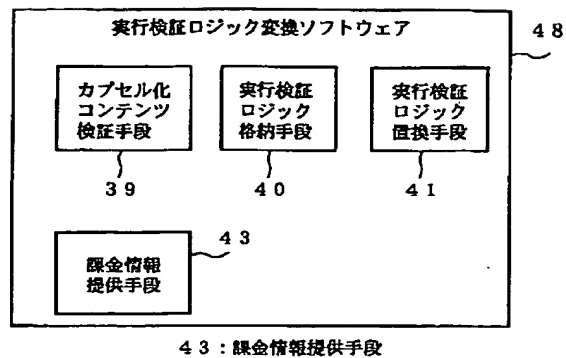 実行検証ロジック変換ソフトウェア
48
カプセル化
コンテンツ
検証手段
39
実行検証
ロジック
格納手段
40
実行検証
ロジック
置換手段
41
課金情報
提供手段
43
43:課金情報提供手段